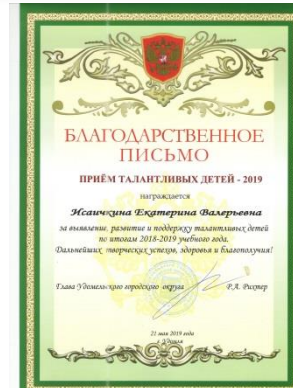 БЛАГОДАРСТВЕННОЕ
ПИСЬМО
ПРИЁМ ТАЛАНТЛИВЫХ ДЕТЕЙ - 2019
награждается
Исаичкина Екатерина Валерьевна
за выявление, развитие и поддержку талантливых детей
по итогам 2018-2019 учебного года.
Дальнейших творческих успехов, здоровья и благополучия!
Глава Удомельского городского округа Р.А. Рихтер
21 мая 2019 года
г. Удомля